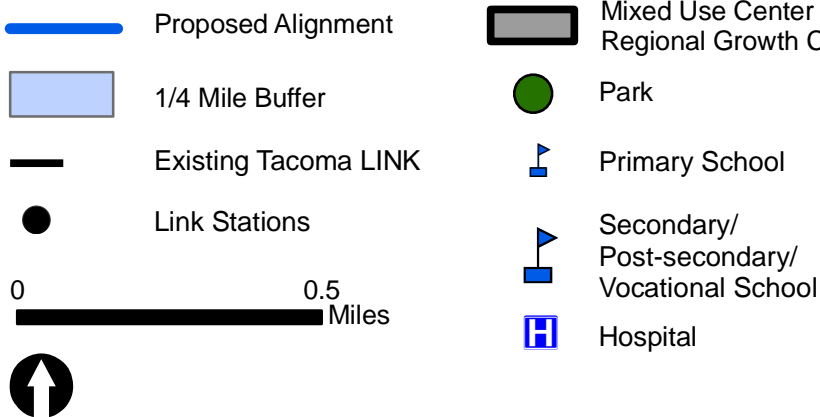 Proposed Alignment
1/4 Mile Buffer
Existing Tacoma LINK
Link Stations
0 0.5
Miles
Mixed Use Center
Regional Growth
Park
Primary School
Secondary/
Post-secondary/
Vocational School
H
Hospital